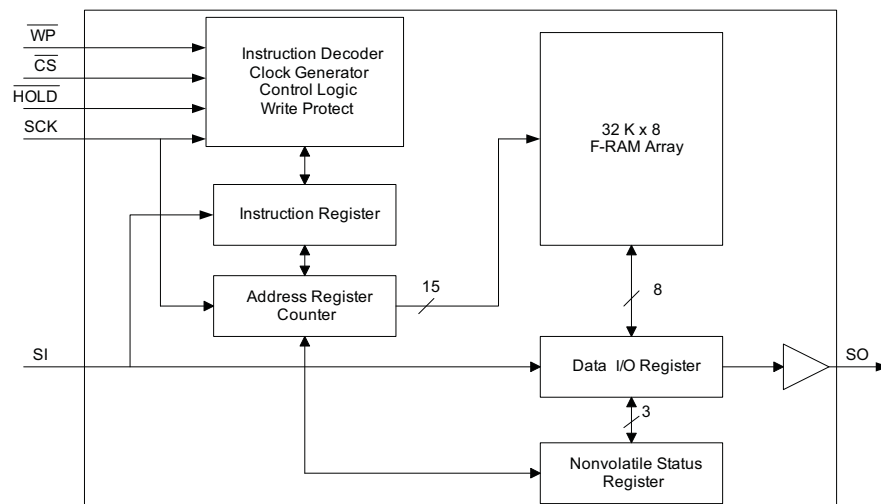 WP
CS
HOLD
SCK
Instruction Decoder
Clock Generator
Control Logic
Write Protect
32 K x 8
F-RAM Array
Instruction Register
Address Register
Counter
15
8
SI
Data I/O Register
SO
3
Nonvolatile Status
Register